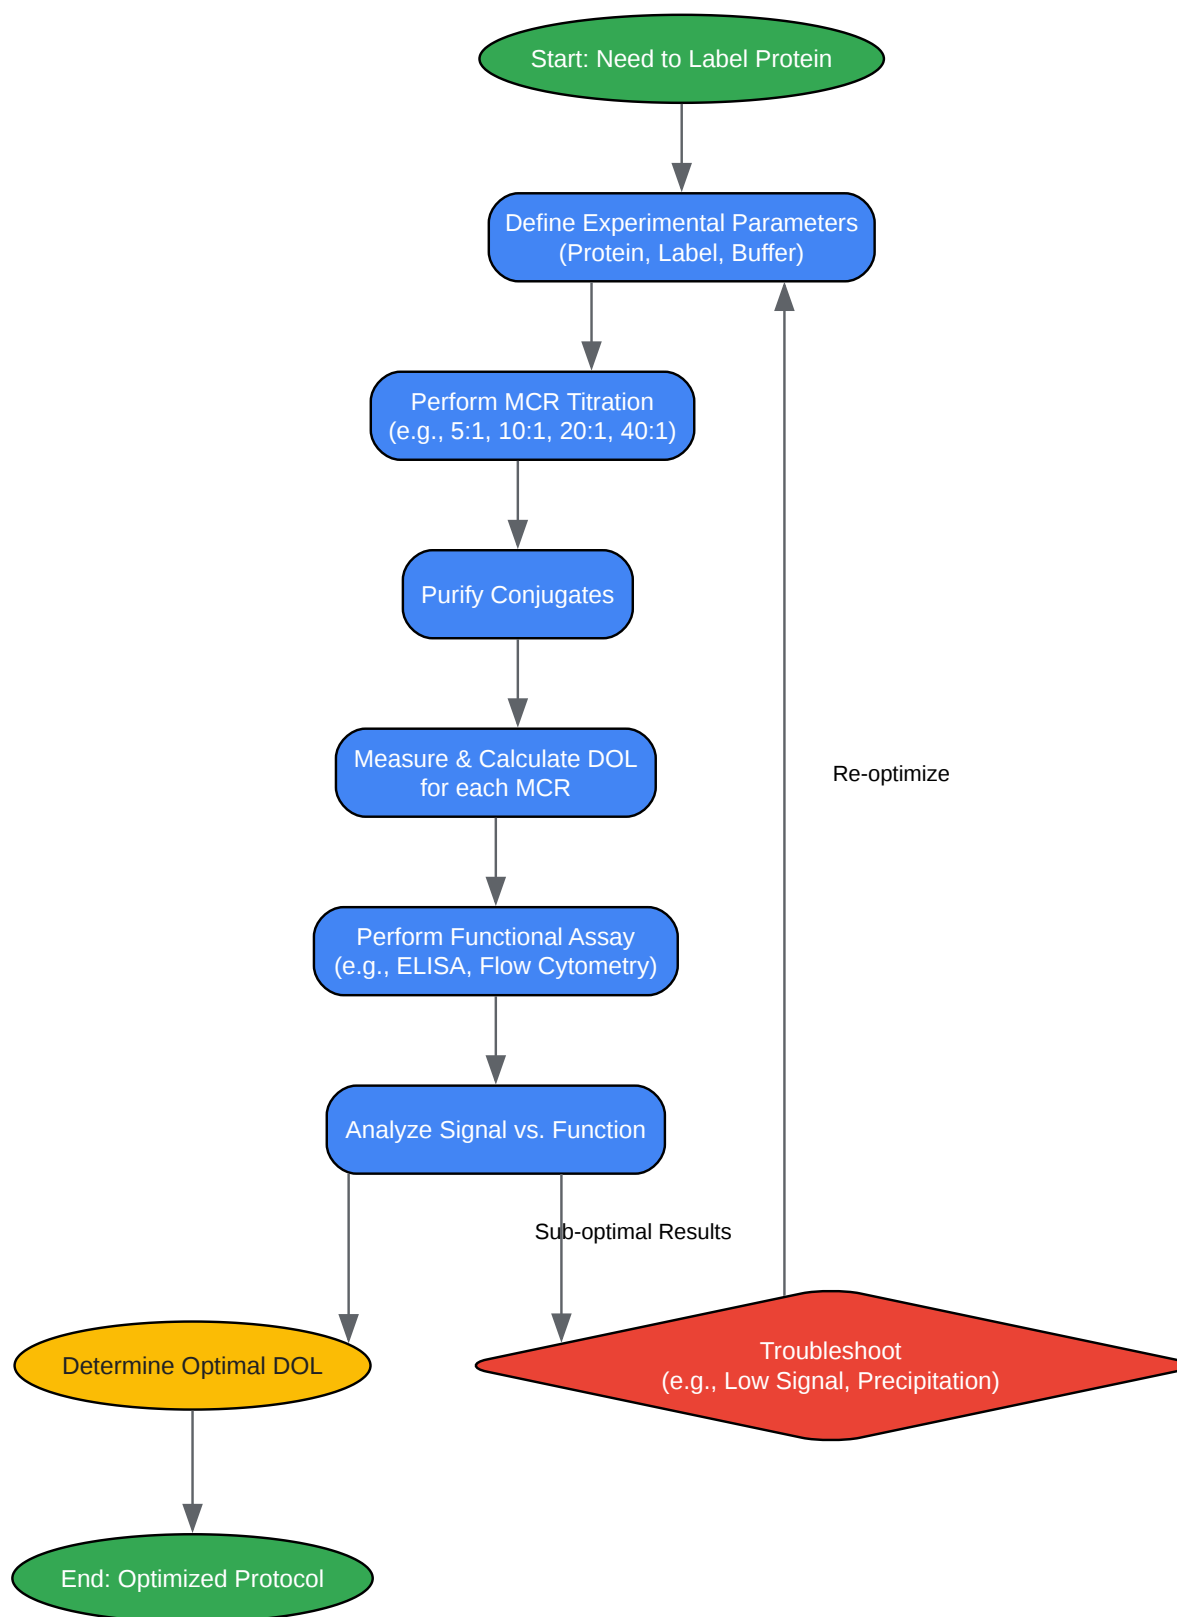 Start: Need to Label Protein
Define Experimental Parameters
(Protein, Label, Buffer)
Perform MCR Titration
(e.g., 5:1, 10:1, 20:1, 40:1)
Purify Conjugates
Measure & Calculate DOL
for each MCR
Re-optimize
Perform Functional Assay
(e.g., ELISA, Flow Cytometry)
Analyze Signal vs. Function
Sub-optimal Results
Determine Optimal DOL
Troubleshoot
(e.g., Low Signal, Precipitation)
End: Optimized Protocol